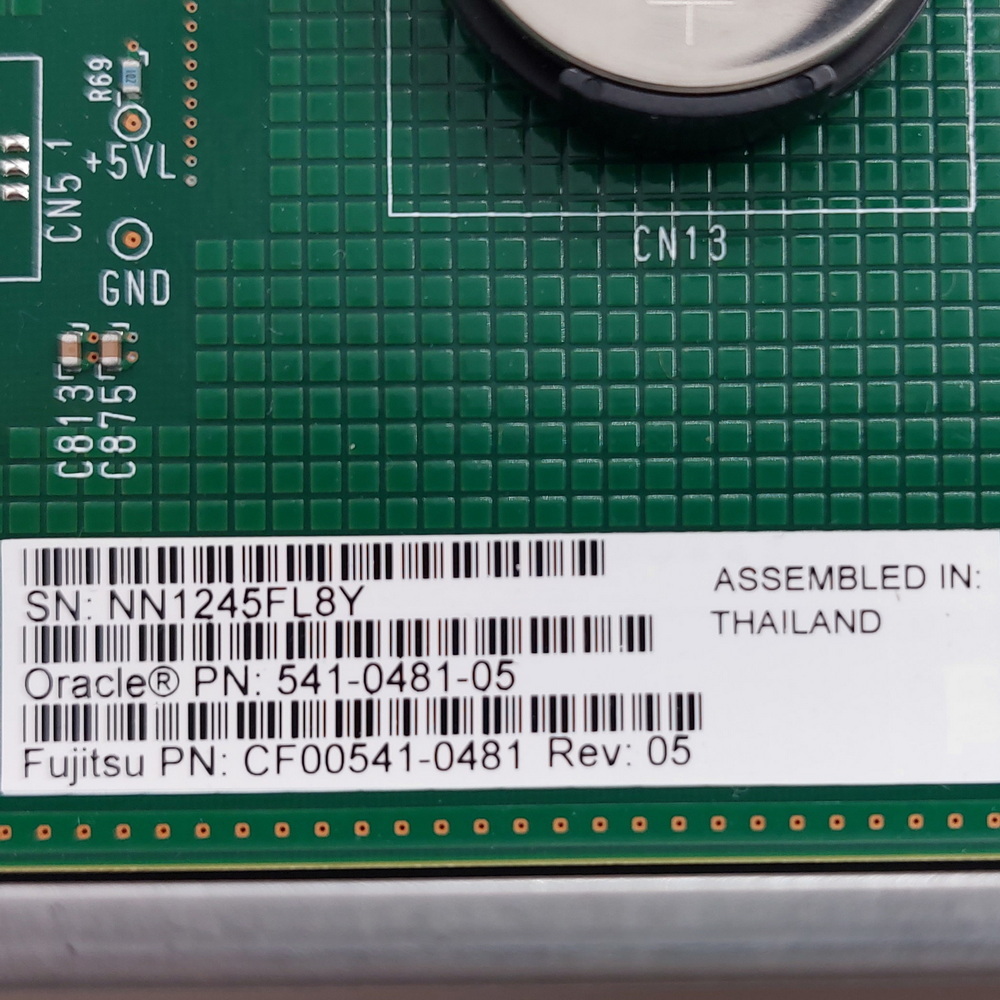 R69
+5VL
CN5 1
GND
CN13
C813
C875
SN: NN1245FL8Y
Oracle® PN: 541-0481-05
Fujitsu PN: CF00541-0481 Rev: 05
ASSEMBLED IN:
THAILAND